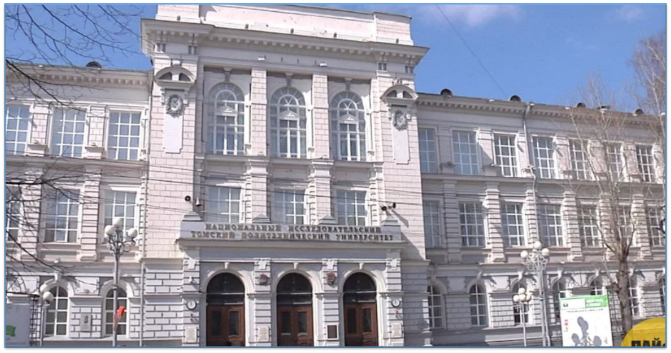 НАЦИОНАЛЬНЫЙ ИССЛЕДОВАТЕЛЬСКИЙ
ТОМСКИЙ ПОЛИТЕХНИЧЕСКИЙ УНИВЕРСИТЕТ